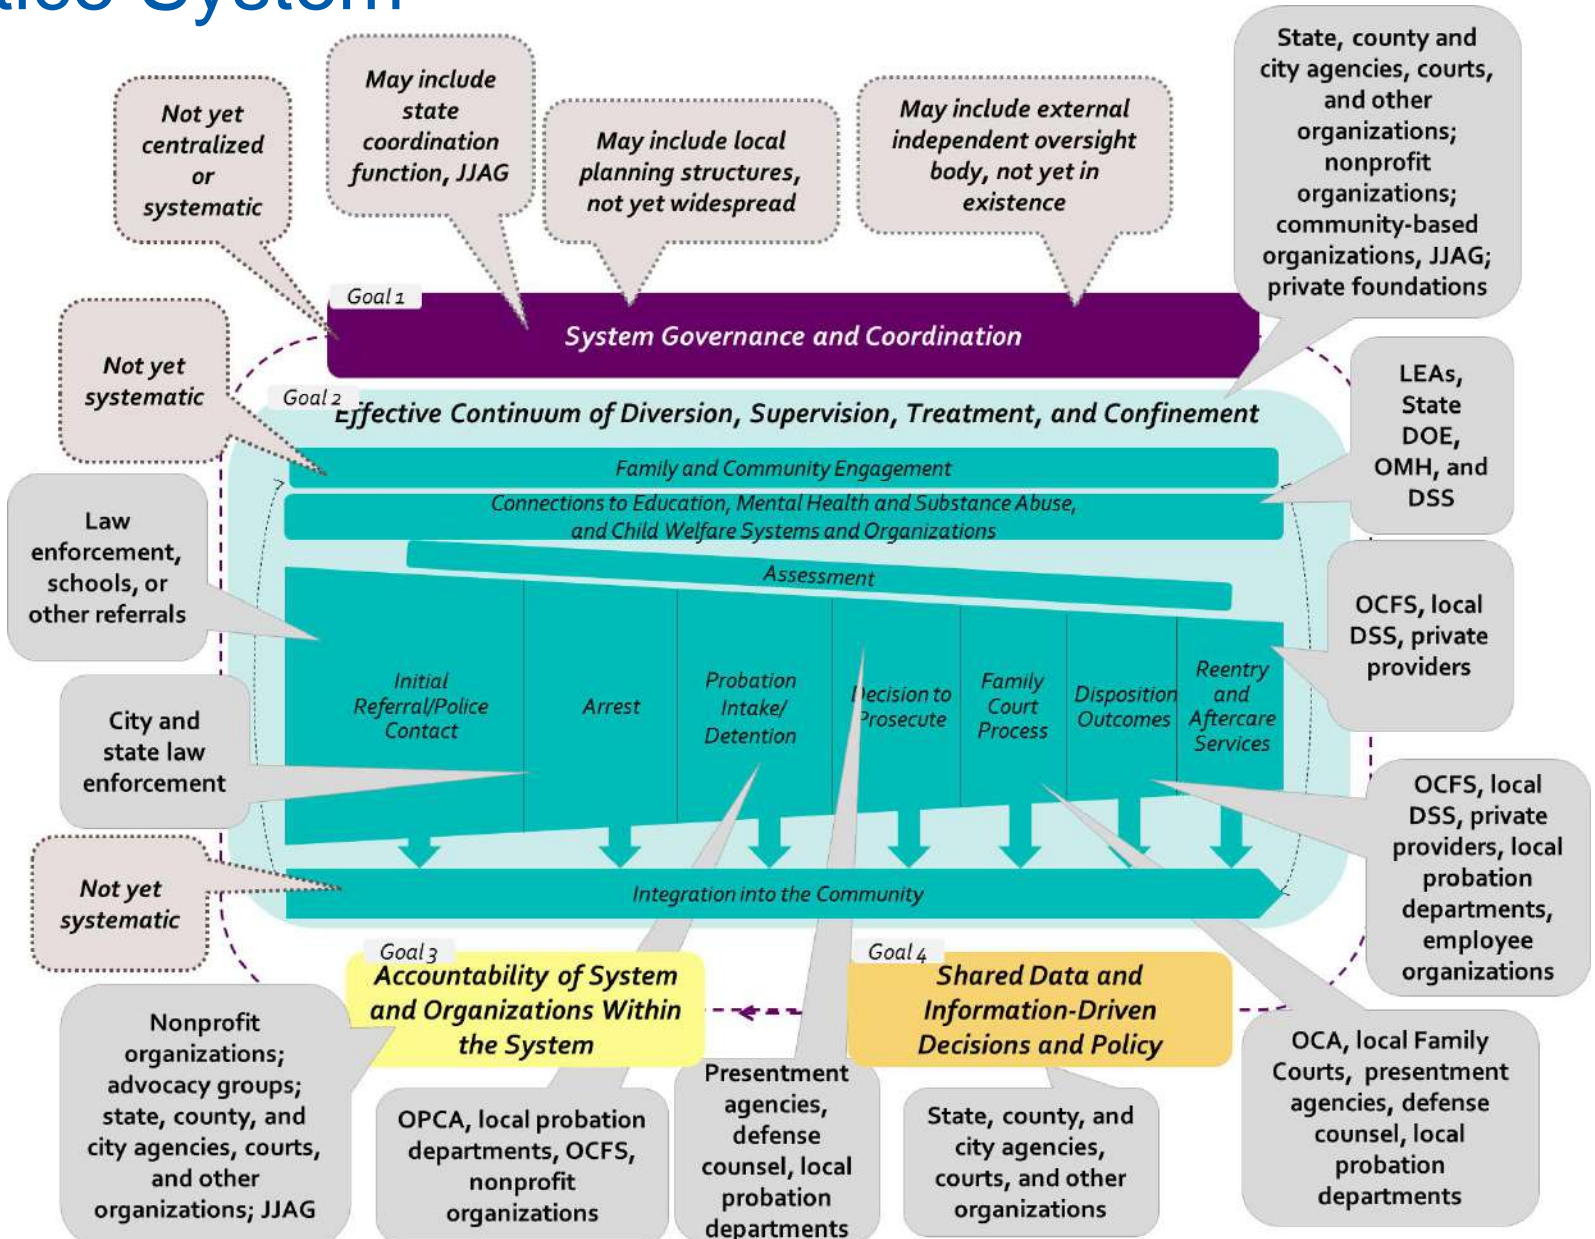 State, county and
city agencies, courts,
and other
organizations;
nonprofit
organizations;
community-based
organizations, JJAG;
private foundations
May include
state
coordination
function, JJAG
Not yet
centralized
or
systematic
May include local
planning structures,
not yet widespread
May include external
independent oversight
body, not yet in
existence
Goal 1
System Governance and Coordination
Not yet
systematic
Goal 2
Effective Continuum of Diversion, Supervision, Treatment, and Confinement
LEAs,
State
DOE,
OMH, and
DSS
Family and Community Engagement
Connections to Education, Mental Health and Substance Abuse,
and Child Welfare Systems and Organizations
Law
enforcement,
schools, or
other referrals
Assessment
OCFS, local
DSS, private
providers
Initial
Referral/Police
Contact
Arrest
Probation
Intake/
Detention
Decision to
Prosecute
Family
Court
Process
Disposition
Outcomes
Reentry
and
Aftercare
Services
City and
state law
enforcement
OCFS, local
DSS, private
providers, local
probation
departments,
employee
organizations
Not yet
systematic
Integration into the Community
Goal 3
Accountability of System
and Organizations Within
the System
Goal 4
Shared Data and
Information-Driven
Decisions and Policy
Nonprofit
organizations;
advocacy groups;
state, county, and
city agencies, courts,
and other
organizations; JJAG
OPCA, local probation
departments, OCFS,
nonprofit
organizations
Presentment
agencies,
defense
counsel, local
probation
departments
State, county, and
city agencies,
courts, and other
organizations
OCA, local Family
Courts, presentment
agencies, defense
counsel, local
probation
departments